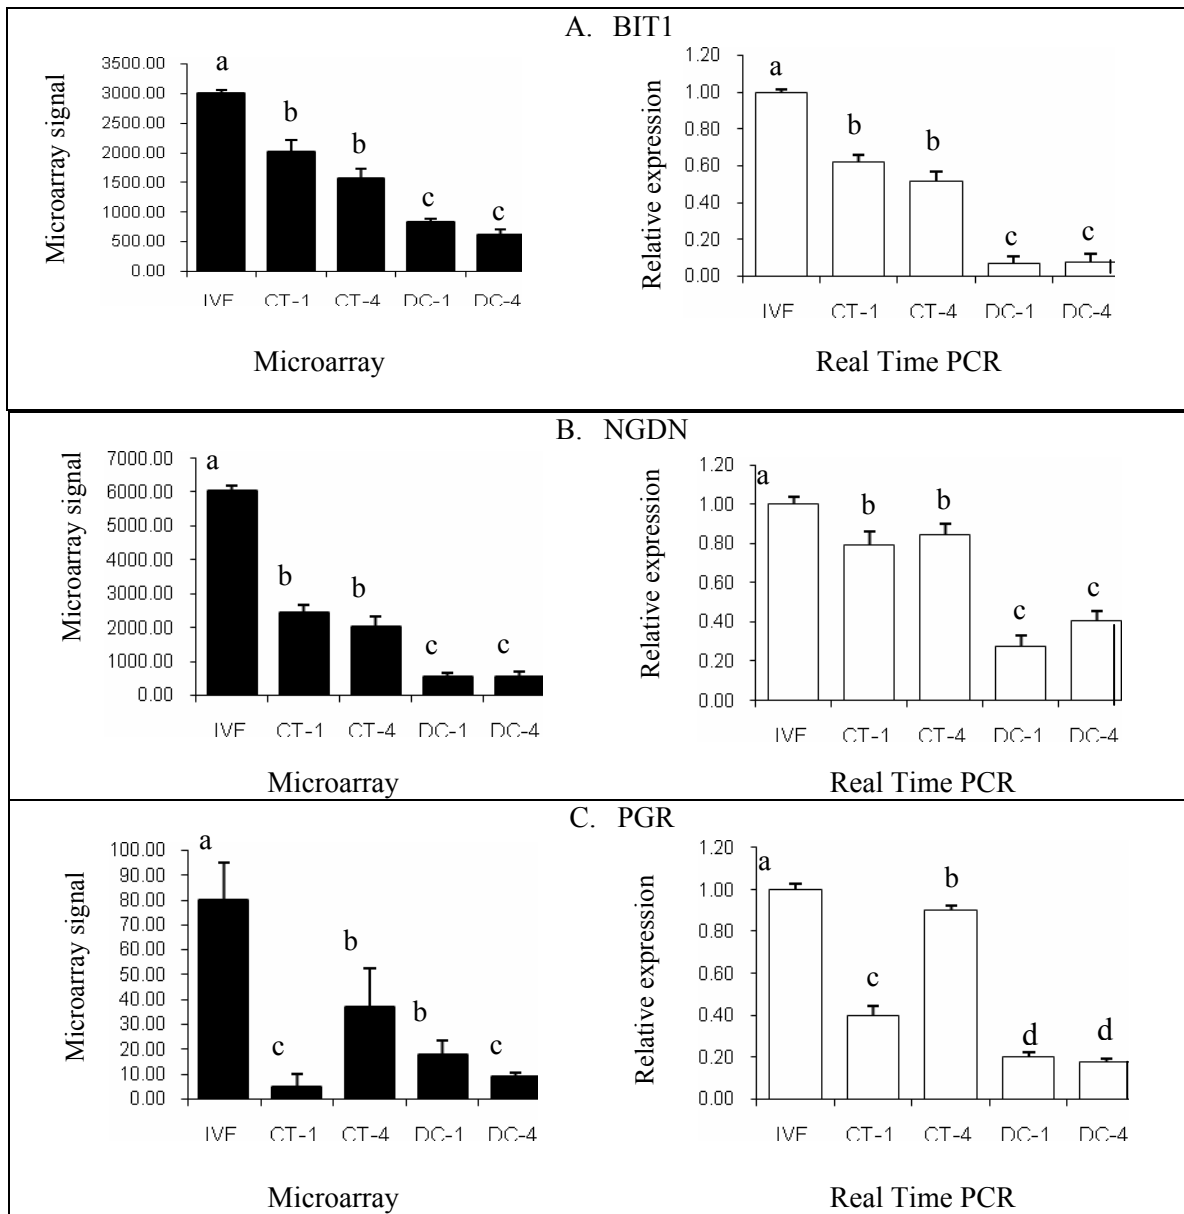 A. BIT1
Microarray signal
3500.00
3000.00
2500.00
2000.00
1500.00
1000.00
500.00
0.00
a
b
b
c
c
IVF CT-1 CT-4 DC-1 DC-4
Microarray
Relative expression
1.20
1.00
0.80
0.60
0.40
0.20
0.00
a
b
b
c
c
IVF CT-1 CT-4 DC-1 DC-4
Real Time PCR
B. NGDN
Microarray signal
7000.00
6000.00
5000.00
4000.00
3000.00
2000.00
1000.00
0.00
a
b
b
c
c
IVF CT-1 CT-4 DC-1 DC-4
Microarray
Relative expression
1.20
1.00
0.80
0.60
0.40
0.20
0.00
a
b
b
c
c
IVF CT-1 CT-4 DC-1 DC-4
Real Time PCR
C. PGR
Microarray signal
100.00
90.00
80.00
70.00
60.00
50.00
40.00
30.00
20.00
10.00
0.00
a
c
b
b
c
IVF CT-1 CT-4 DC-1 DC-4
Microarray
Relative expression
1.20
1.00
0.80
0.60
0.40
0.20
0.00
a
c
b
d
d
IVF CT-1 CT-4 DC-1 DC-4
Real Time PCR